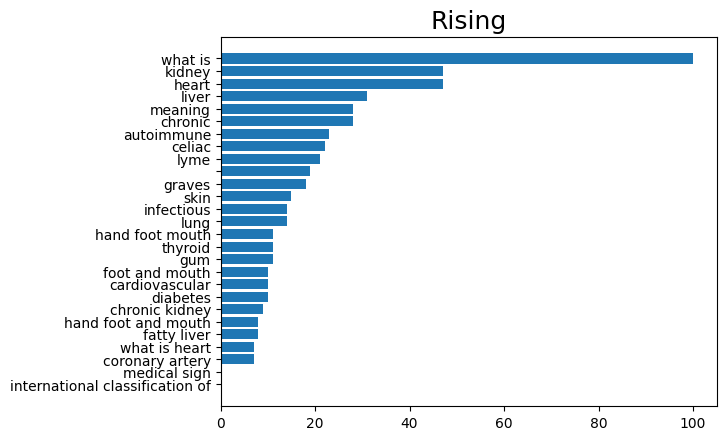 Rising
what is
kidney
heart
liver
meaning
chronic
autoimmune
celiac
lyme
graves
skin
infectious
lung
hand foot mouth
thyroid
gum
foot and mouth
cardiovascular
diabetes
chronic kidney
hand foot and mouth
fatty liver
what is heart
coronary artery
medical sign
international classification of
0 20 40 60 80 100